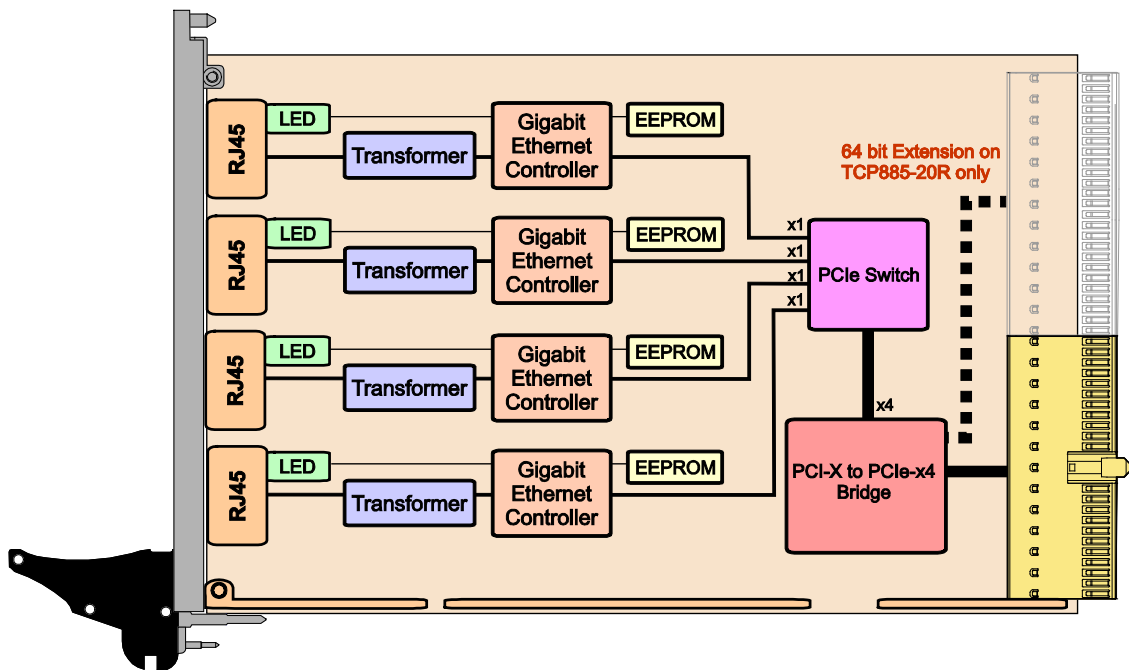 LED
EEPROM
RJ45
Transformer
Gigabit
Ethernet
Controller
64 bit Extension on
TCP885-20R only
LED
EEPROM
RJ45
Transformer
Gigabit
Ethernet
Controller
x1
x1
x1
x1
PCIe Switch
LED
EEPROM
RJ45
Transformer
Gigabit
Ethernet
Controller
x4
LED
EEPROM
RJ45
Transformer
Gigabit
Ethernet
Controller
PCI-X to PCIe-x4
Bridge